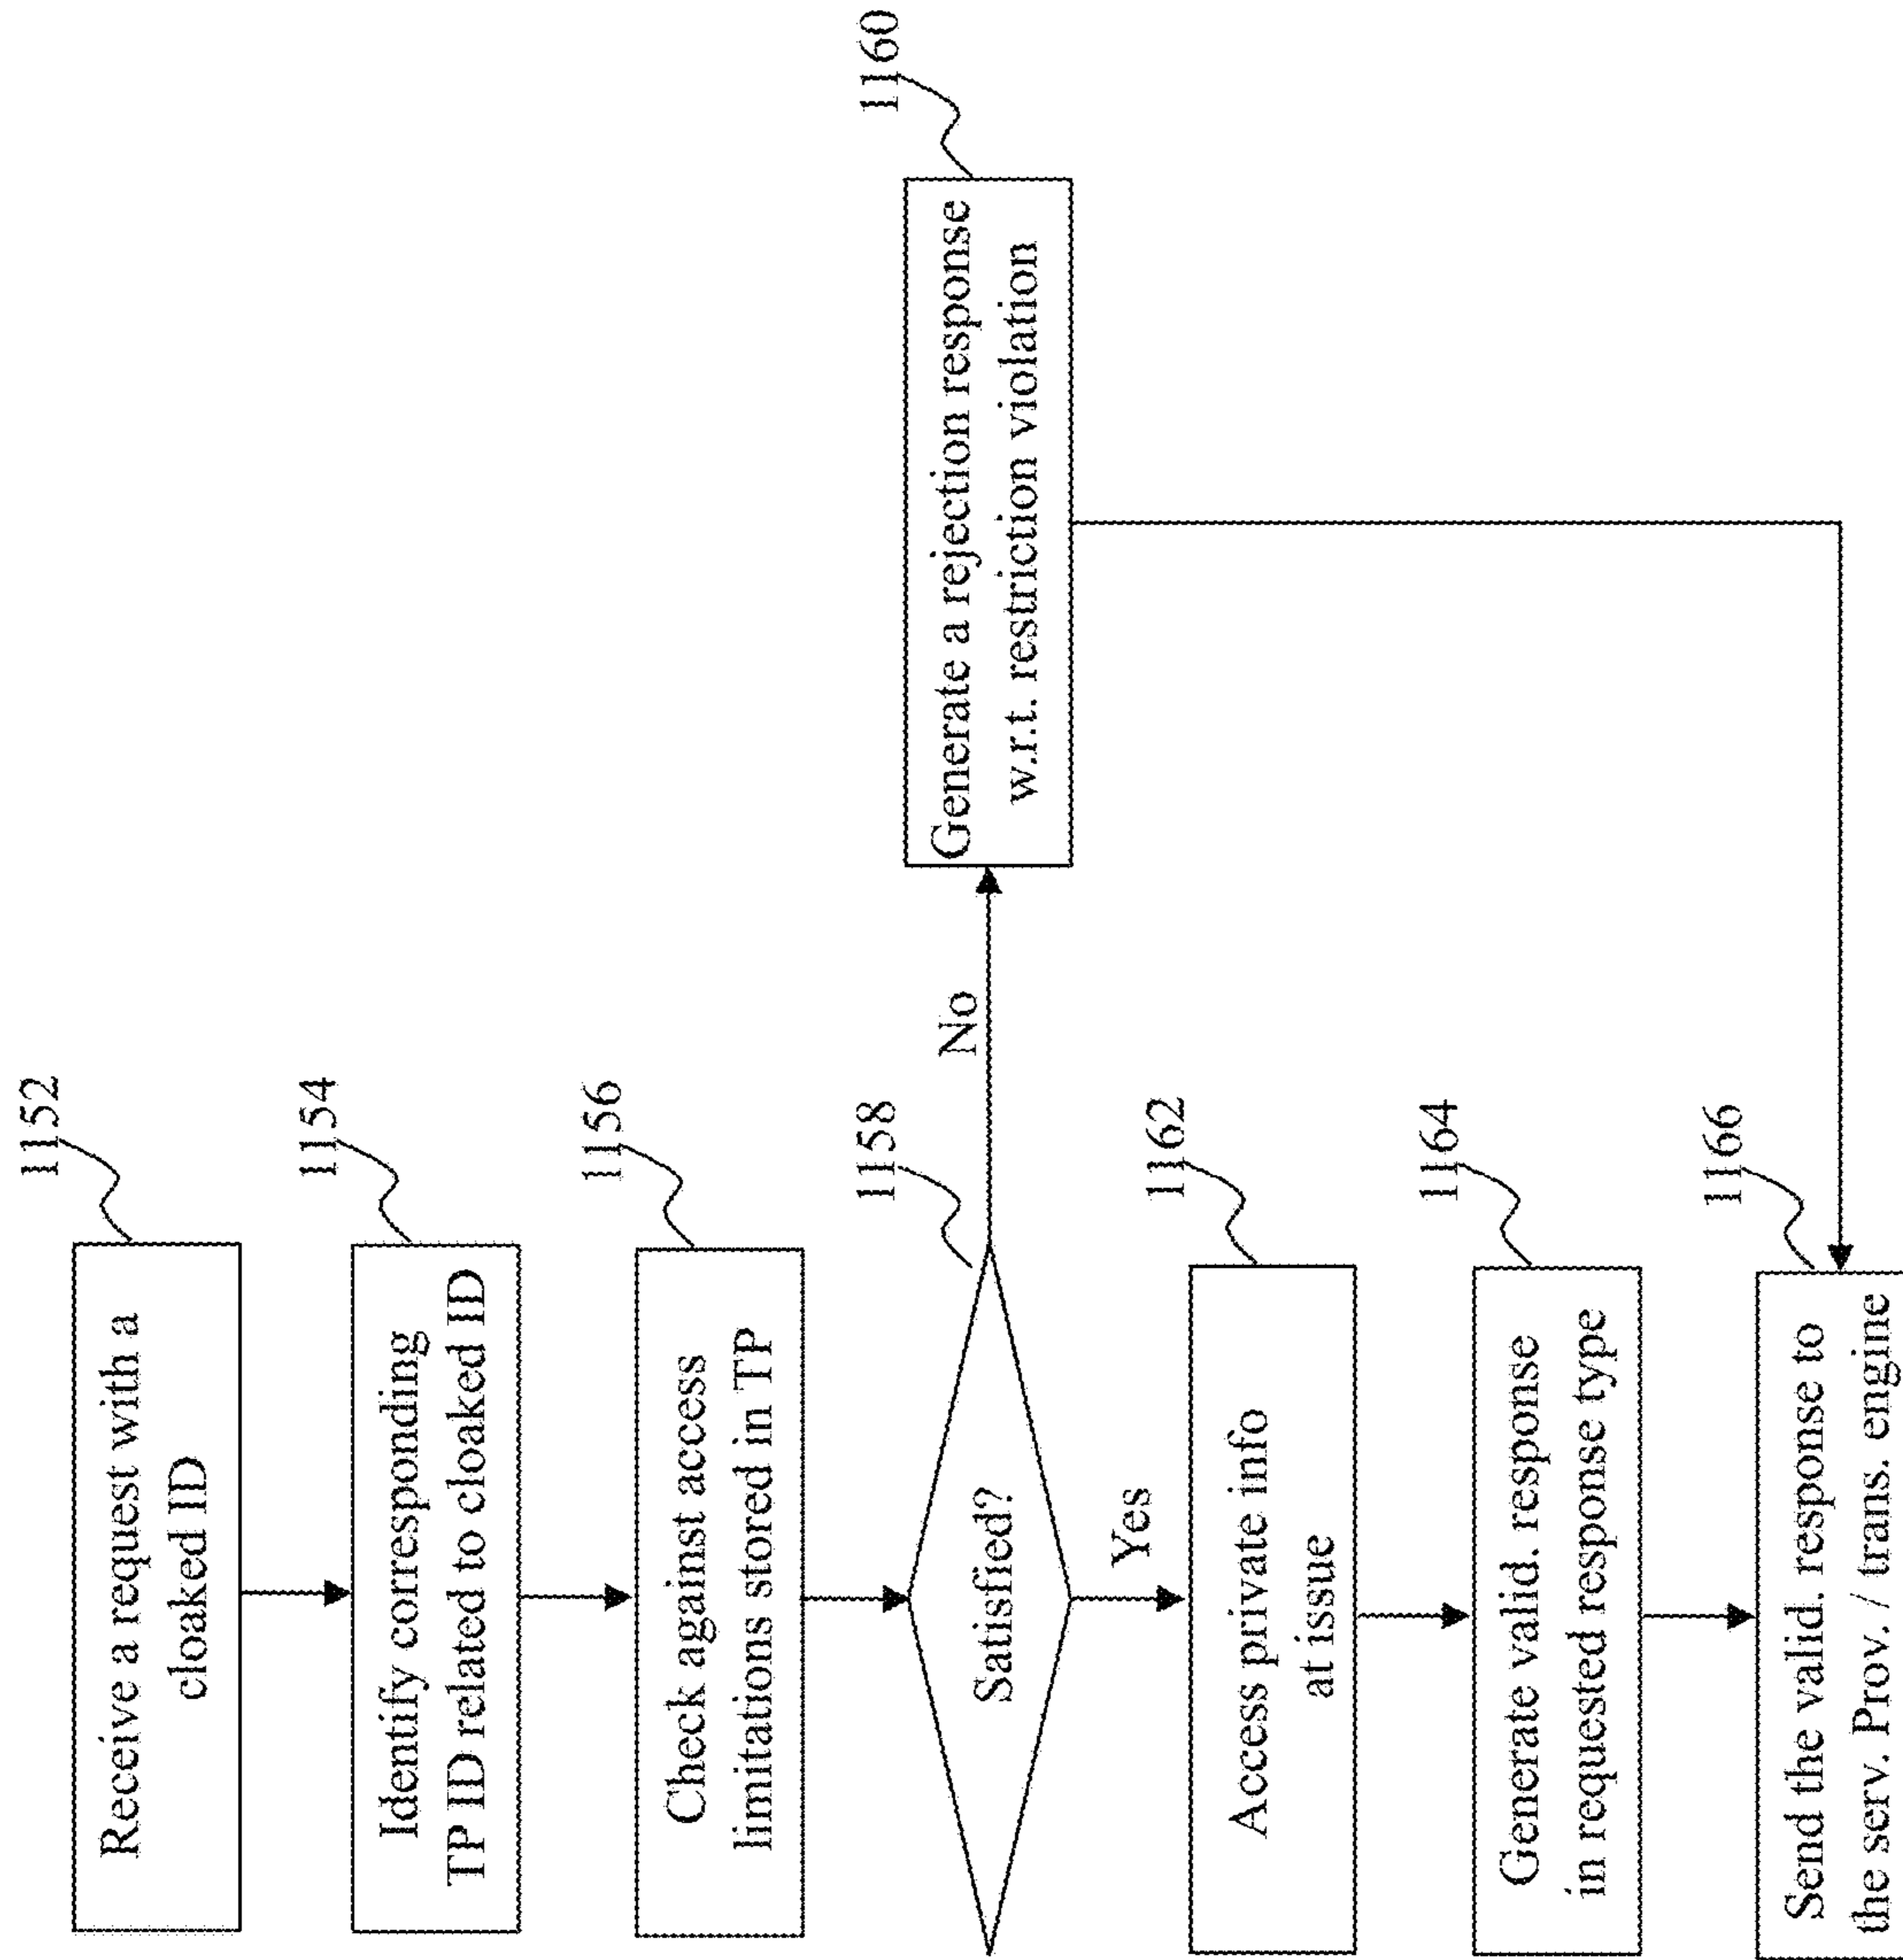 1152
Receive a request with a
cloaked ID
1154
Identify corresponding
TP ID related to cloaked ID
1156
Check against access
limitations stored in TP
1158
Satisfied?
No
1160
Generate a rejection response
w.r.t. restriction violation
Yes
1162
Access private info
at issue
1164
Generate valid. response
in requested response type
1166
Send the valid. response to
the serv. Prov. / trans. engine